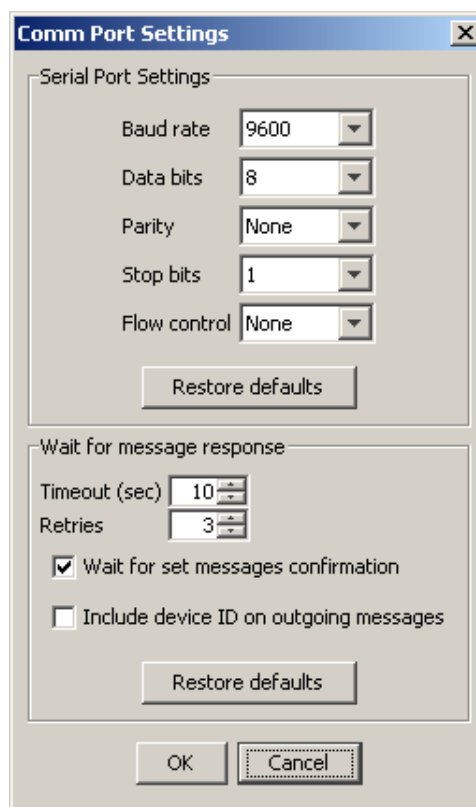 Comm Port Settings
Serial Port Settings
Baud rate 9600
Data bits 8
Parity None
Stop bits 1
Flow control None
Restore defaults
Wait for message response
Timeout (sec) 10
Retries 3
Wait for set messages confirmation
Include device ID on outgoing messages
Restore defaults
OK Cancel